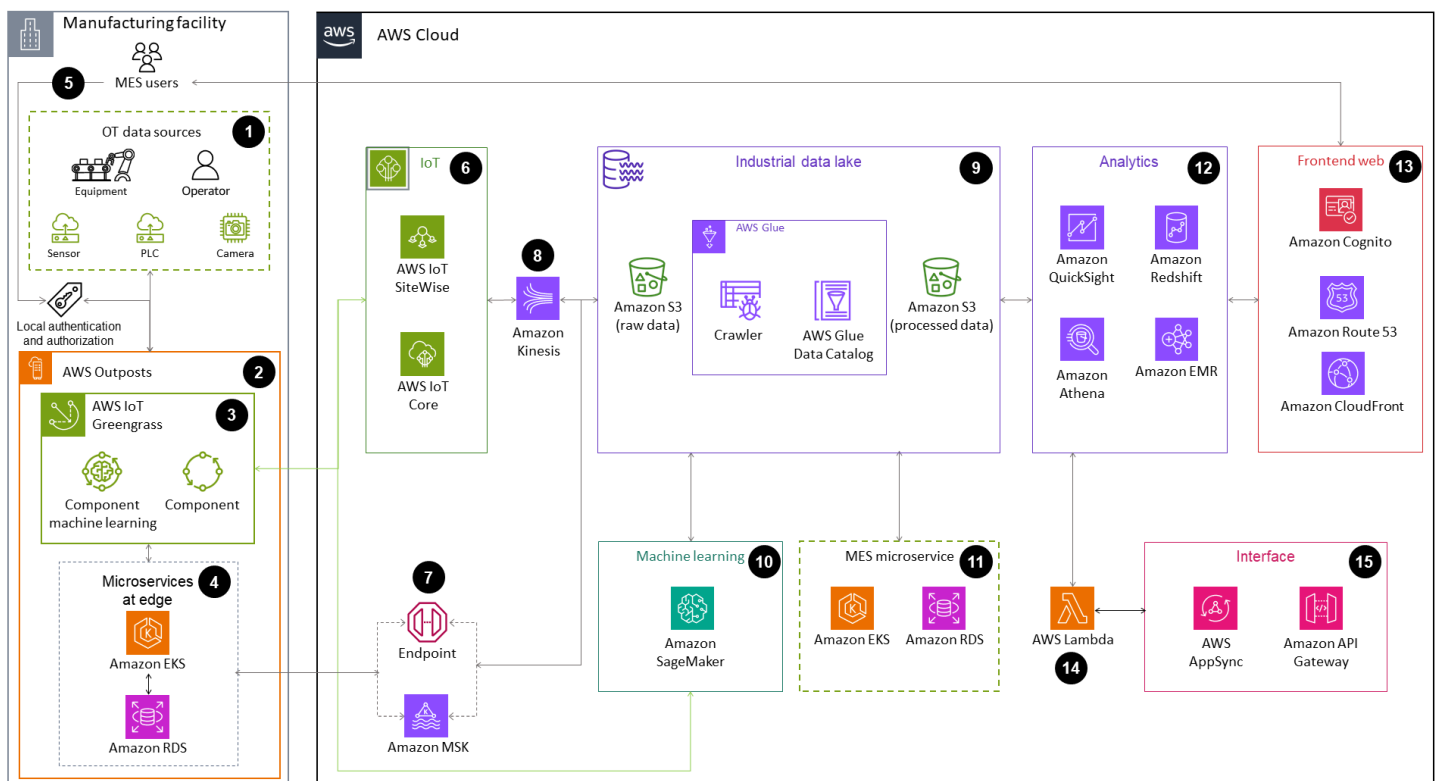 Manufacturing facility
MES users
5
OT data sources
1
Equipment
Operator
Sensor
PLC
Camera
Local authentication
and authorization
AWS Outposts
2
AWS IoT
Greengrass
3
Component
machine learning
Component
Microservices
at edge
4
Amazon EKS
Amazon RDS
aws
AWS Cloud
IoT
6
AWS IoT
SiteWise
AWS IoT
Core
8
Amazon
Kinesis
7
Endpoint
Amazon MSK
Industrial data lake
9
Amazon S3
(raw data)
AWS Glue
Crawler
AWS Glue
Data Catalog
Amazon S3
(processed data)
Machine learning
10
Amazon
SageMaker
MES microservice
11
Amazon EKS
Amazon RDS
Analytics
12
Amazon
QuickSight
Amazon
Redshift
Amazon
Athena
Amazon EMR
Frontend web
13
Amazon Cognito
53
Amazon Route 53
Amazon CloudFront
AWS Lambda
14
Interface
15
AWS
AppSync
Amazon API
Gateway